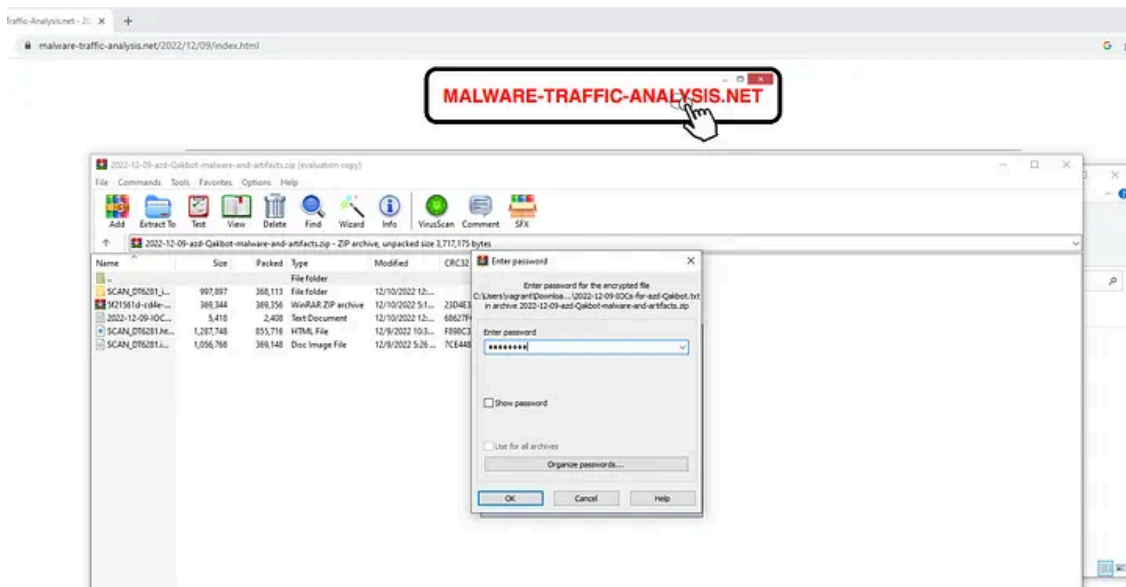 Traffic-Analysis.net - 2(
malware-traffic-analysis.net/2022/12/09/index.html
MALWARE-TRAFFIC-ANALYSIS.NET
2022-12-09-azd-Qakbot-malware-and-artifacts.zip (evaluation copy)
File Commands Tools Favorites Options Help
Add Extract To Test View Delete Find Wizard Info VirusScan Comment SFX
2022-12-09-azd-Qakbot-malware-and-artifacts.zip - ZIP archive, unpacked size 3,717,175 bytes
Name Size Packed Type Modified CRC32
.. File folder
SCAN_DT6281_i... 997,897 368,113 File folder 12/10/2022 12:...
5f21561d-cd4e-... 369,344 369,356 WinRAR ZIP archive 12/10/2022 5:1... 23D4E3
2022-12-09-IOC... 5,418 2,408 Text Document 12/10/2022 12:... 68627F
SCAN_DT6281.ht... 1,287,748 855,716 HTML File 12/9/2022 10:3... F898C3
SCAN_DT6281.i... 1,056,768 369,148 Disc Image File 12/9/2022 5:26 ... 7CE448
Enter password
Enter password for the encrypted file
C:\Users\vagrant\Downloa...\2022-12-09-IOCs-for-azd-Qakbot.txt
in archive 2022-12-09-azd-Qakbot-malware-and-artifacts.zip
Enter password
********
Show password
Use for all archives
Organize passwords...
OK Cancel Help